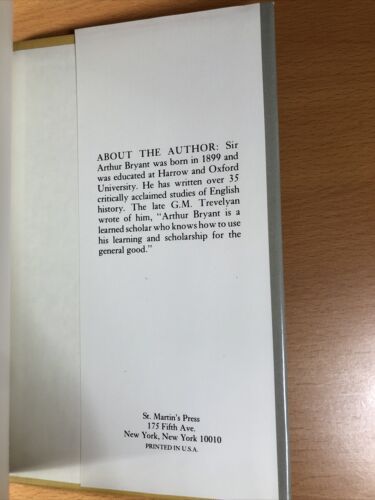 ABOUT THE AUTHOR: Sir
Arthur Bryant was born in 1899 and
was educated at Harrow and Oxford
University. He has written over 35
critically acclaimed studies of English
history. The late G.M. Trevelyan
wrote of him, "Arthur Bryant is a
learned scholar who knows how to use
his learning and scholarship for the
general good."
St. Martin's Press
175 Fifth Ave.
New York, New York 10010
PRINTED IN U.S.A.